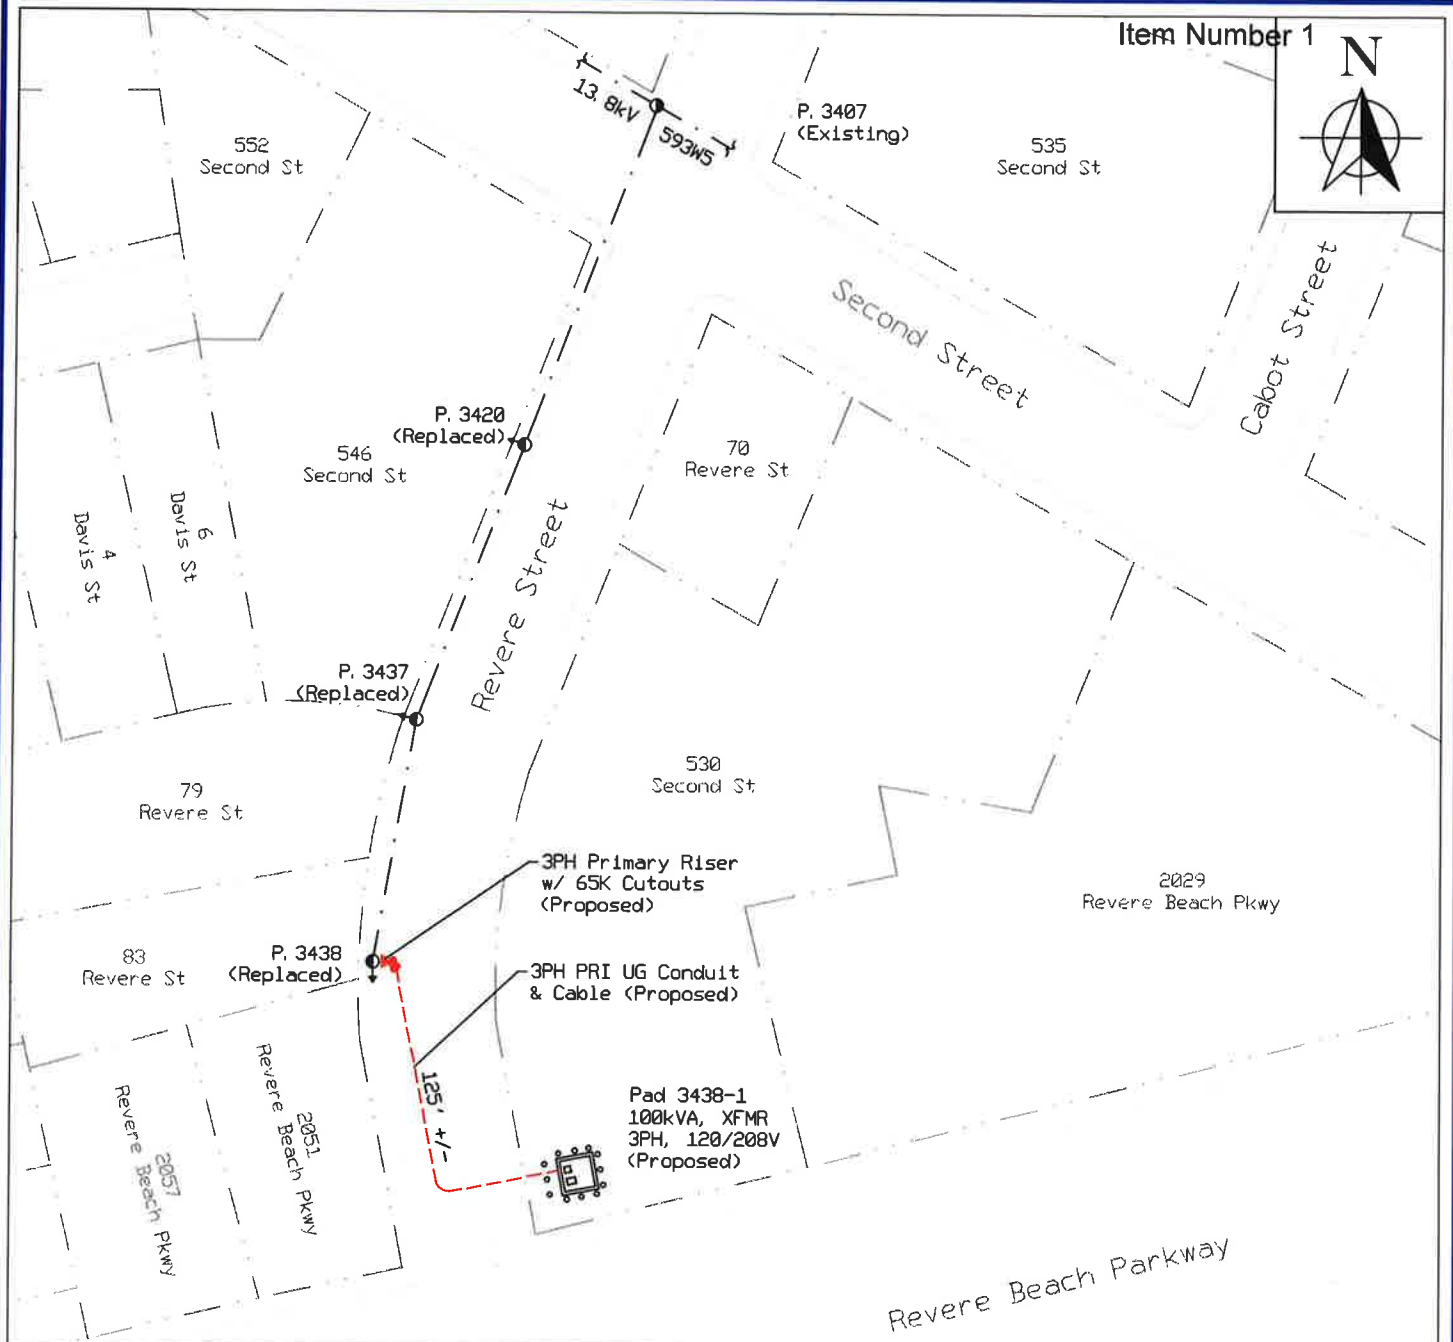 Item Number 1
N
13.8kV
593W5
P. 3407
(Existing)
552
Second St
535
Second St
Second Street
Cabot Street
P. 3420
(Replaced)
546
Second St
70
Revere St
6
Davis St
4
Davis St
Revere Street
P. 3437
(Replaced)
530
Second St
79
Revere St
3PH Primary Riser
w/ 65K Cutouts
(Proposed)
2029
Revere Beach Pkwy
83
Revere St
P. 3438
(Replaced)
3PH PRI UG Conduit
& Cable (Proposed)
125' +/-
2051
Revere Beach Pkwy
2057
Revere Beach Pkwy
Pad 3438-1
100kVA, XFMR
3PH, 120/208V
(Proposed)
Revere Beach Parkway